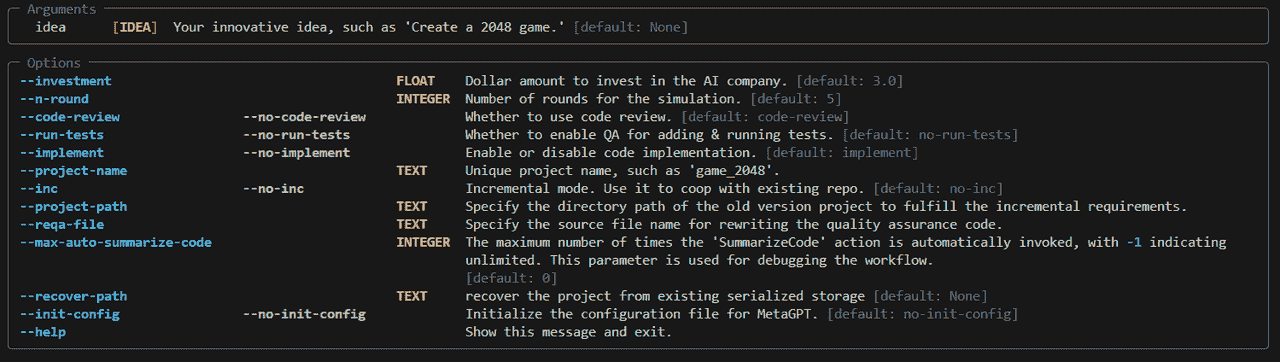 Arguments
idea [IDEA] Your innovative idea, such as 'Create a 2048 game.' [default: None]
Options
--investment FLOAT Dollar amount to invest in the AI company. [default: 3.0]
--n-round INTEGER Number of rounds for the simulation. [default: 5]
--code-review --no-code-review Whether to use code review. [default: code-review]
--run-tests --no-run-tests Whether to enable QA for adding & running tests. [default: no-run-tests]
--implement --no-implement Enable or disable code implementation. [default: implement]
--project-name TEXT Unique project name, such as 'game_2048'.
--inc --no-inc Incremental mode. Use it to coop with existing repo. [default: no-inc]
--project-path TEXT Specify the directory path of the old version project to fulfill the incremental requirements.
--reqa-file TEXT Specify the source file name for rewriting the quality assurance code.
--max-auto-summarize-code INTEGER The maximum number of times the 'SummarizeCode' action is automatically invoked, with -1 indicating
unlimited. This parameter is used for debugging the workflow.
[default: 0]
--recover-path TEXT recover the project from existing serialized storage [default: None]
--init-config --no-init-config Initialize the configuration file for MetaGPT. [default: no-init-config]
--help Show this message and exit.